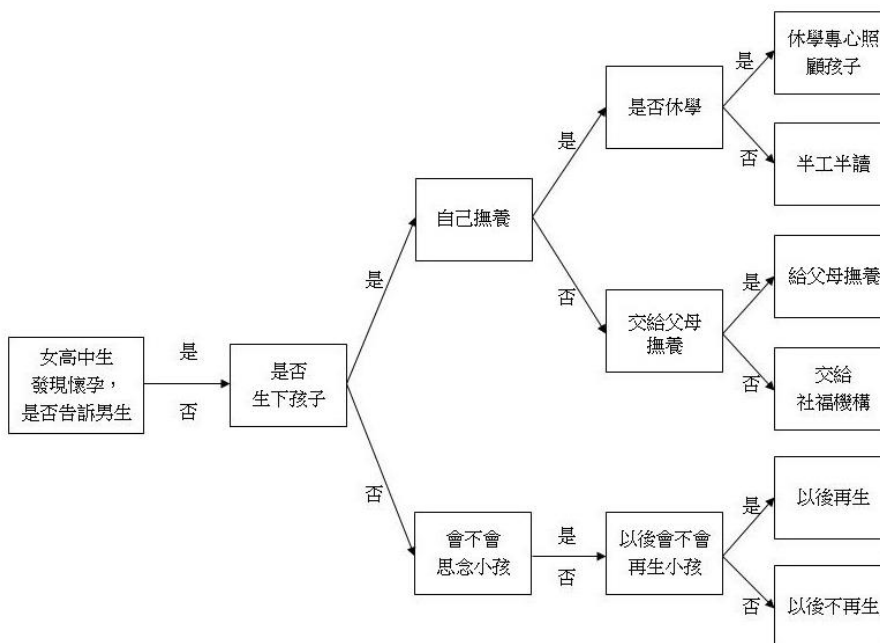 女高中生
發現懷孕，
是否告訴男生
是
否
是否
生下孩子
是
否
自己撫養
是
否
是否休學
是
否
休學專心照
顧孩子
半工半讀
交給父母
撫養
是
否
給父母撫養
交給
社福機構
會不會
思念小孩
是
否
以後會不會
再生小孩
是
否
以後再生
以後不再生